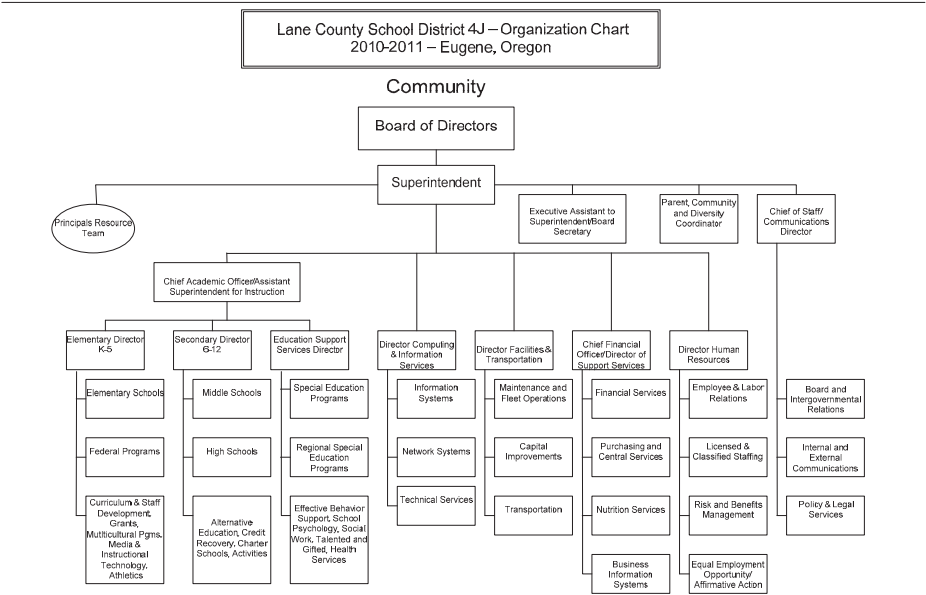 Lane County School District 4J – Organization Chart
2010-2011 – Eugene, Oregon
Community
Board of Directors
Superintendent
Principals Resource
Team
Executive Assistant to
Superintendent/Board
Secretary
Parent, Community
and Diversity
Coordinator
Chief of Staff/
Communications
Director
Chief Academic Officer/Assistant
Superintendent for Instruction
Elementary Director
K-5
Secondary Director
6-12
Education Support
Services Director
Director Computing
& Information
Services
Director Facilities &
Transportation
Chief Financial
Officer/Director of
Support Services
Director Human
Resources
Elementary Schools
Federal Programs
Curriculum & Staff
Development,
Grants,
Multicultural Pgms.
Media &
Instructional
Technology,
Athletics
Middle Schools
High Schools
Alternative
Education, Credit
Recovery, Charter
Schools, Activities
Special Education
Programs
Regional Special
Education
Programs
Effective Behavior
Support, School
Psychology, Social
Work, Talented and
Gifted, Health
Services
Information
Systems
Network Systems
Technical Services
Maintenance and
Fleet Operations
Capital
Improvements
Transportation
Financial Services
Purchasing and
Central Services
Nutrition Services
Business
Information
Systems
Employee & Labor
Relations
Licensed &
Classified Staffing
Risk and Benefits
Management
Equal Employment
Opportunity/
Affirmative Action
Board and
Intergovernmental
Relations
Internal and
External
Communications
Policy & Legal
Services